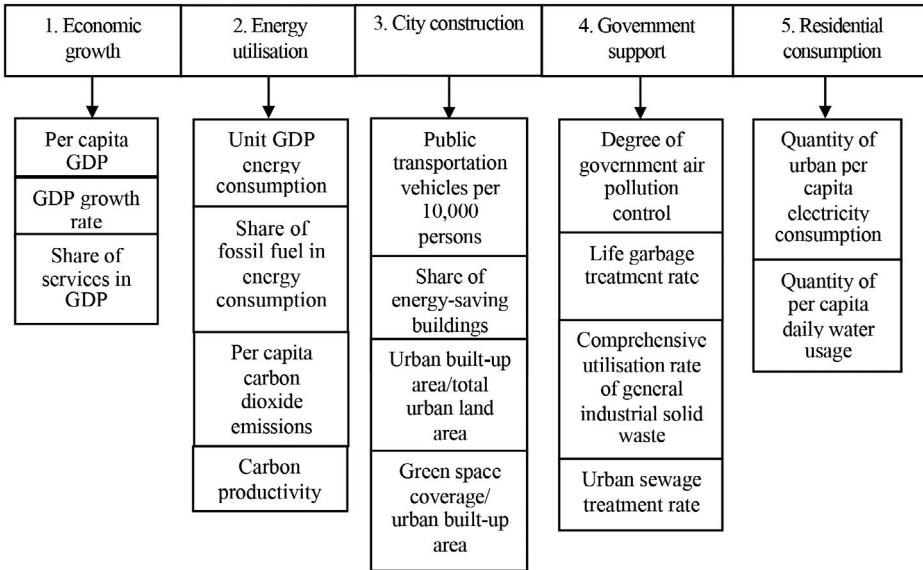 1. Economic
growth
2. Energy
utilisation
3. City construction
4. Government
support
5. Residential
consumption
Per capita
GDP
GDP growth
rate
Share of
services in
GDP
Unit GDP
energy
consumption
Share of
fossil fuel in
energy
consumption
Per capita
carbon
dioxide
emissions
Carbon
productivity
Public
transportation
vehicles per
10,000
persons
Share of
energy-saving
buildings
Urban built-up
area/total
urban land
area
Green space
coverage/
urban built-up
area
Degree of
government air
pollution
control
Life garbage
treatment rate
Comprehensive
utilisation rate
of general
industrial solid
waste
Urban sewage
treatment rate
Quantity of
urban per
capita
electricity
consumption
Quantity of
per capita
daily water
usage